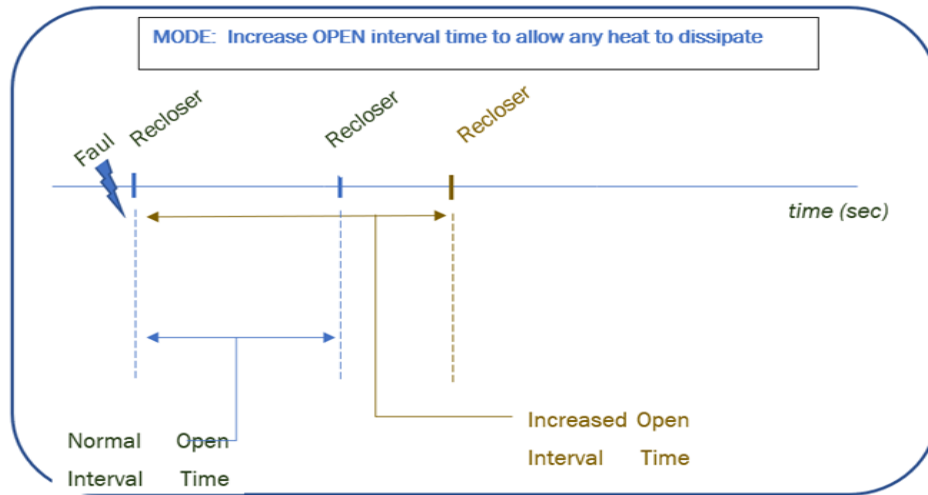 MODE: Increase OPEN interval time to allow any heat to dissipate
Faul
Recloser
Recloser
Recloser
time (sec)
Normal Open
Interval Time
Increased Open
Interval Time